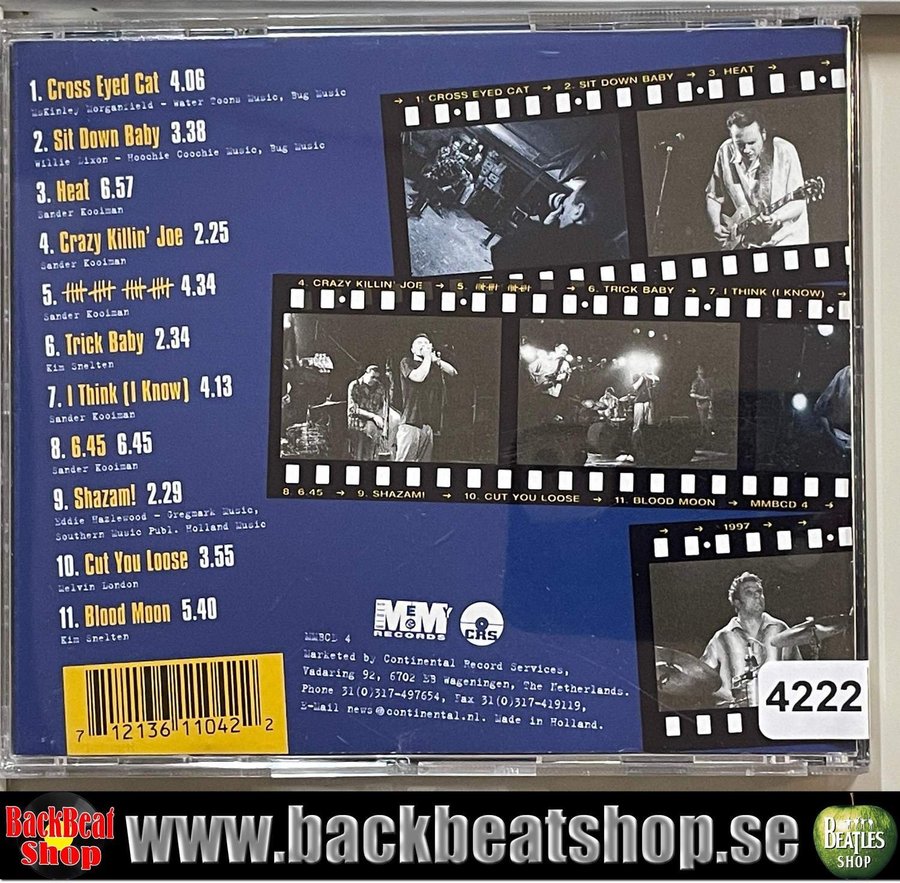 1. Cross Eyed Cat 4.06
McKinley Morganfield - Water Toons Music, Bug Music
2. Sit Down Baby 3.38
Willie Dixon - Hoochie Coochie Music, Bug Music
3. Heat 6.57
Sander Kooiman
4. Crazy Killin' Joe 2.25
Sander Kooiman
5. 4.34
Sander Kooiman
6. Trick Baby 2.34
Kim Snelten
7. I Think (I Know) 4.13
Sander Kooiman
8. 6.45 6.45
Sander Kooiman
9. Shazam! 2.29
Eddie Hazlewood - Gregmark Music,
Southern Music Publ. Holland Music
10. Cut You Loose 3.55
Melvin London
11. Blood Moon 5.40
Kim Snelten
→ 1. CROSS EYED CAT → 2. SIT DOWN BABY → 3. HEAT → →
4. CRAZY KILLIN' JOE → 5. → 6. TRICK BABY → 7. I THINK (I KNOW) →
8. 6.45 → 9. SHAZAM! → 10. CUT YOU LOOSE → 11. BLOOD MOON → MMBCD 4 →
→ → 1997 → →
M E & MY
RECORDS
CRS
MMBCD 4
Marketed by Continental Record Services,
Vadaring 92, 6702 EB Wageningen, The Netherlands.
Phone 31(0)317-497654, Fax 31(0)317-419119,
E-Mail news@continental.nl. Made in Holland.
7 12136 11042 2
4222
BackBeat
Shop
www.backbeatshop.se
BEATLES
SHOP